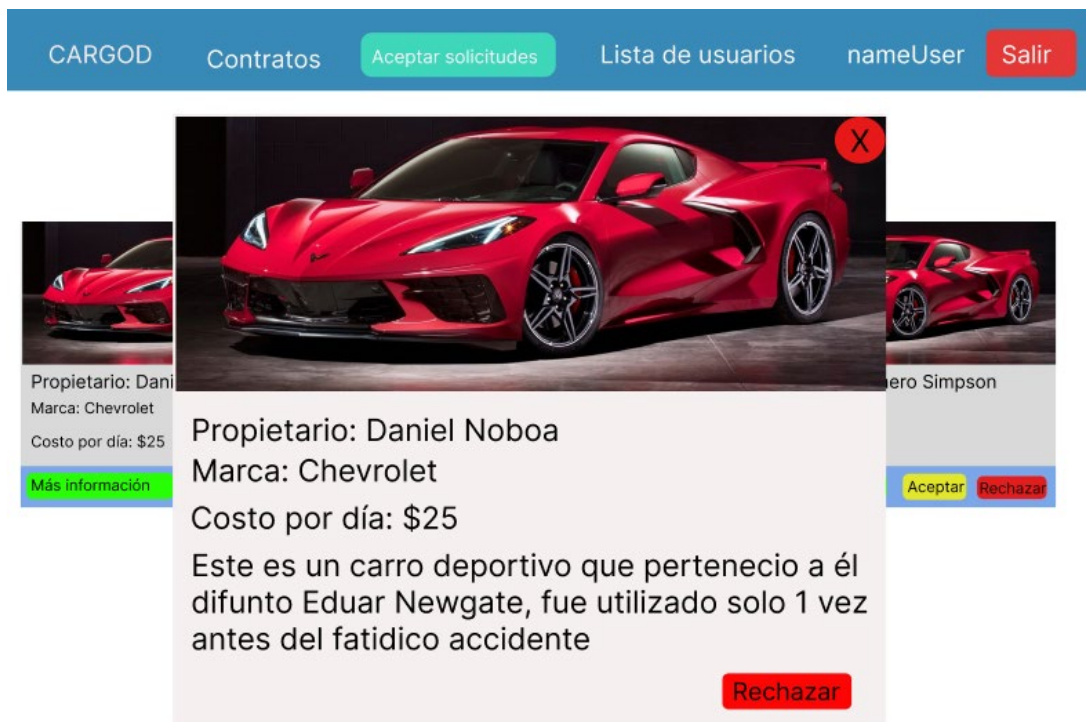 CARGOD
Contratos
Aceptar solicitudes
Lista de usuarios
nameUser
Salir
X
Propietario: Dani
Marca: Chevrolet
Costo por día: $25
Más información
Propietario: Daniel Noboa
Marca: Chevrolet
Costo por día: $25
Este es un carro deportivo que pertenecio a él
difunto Eduar Newgate, fue utilizado solo 1 vez
antes del fatidico accidente
Rechazar
ero Simpson
Aceptar
Rechazar